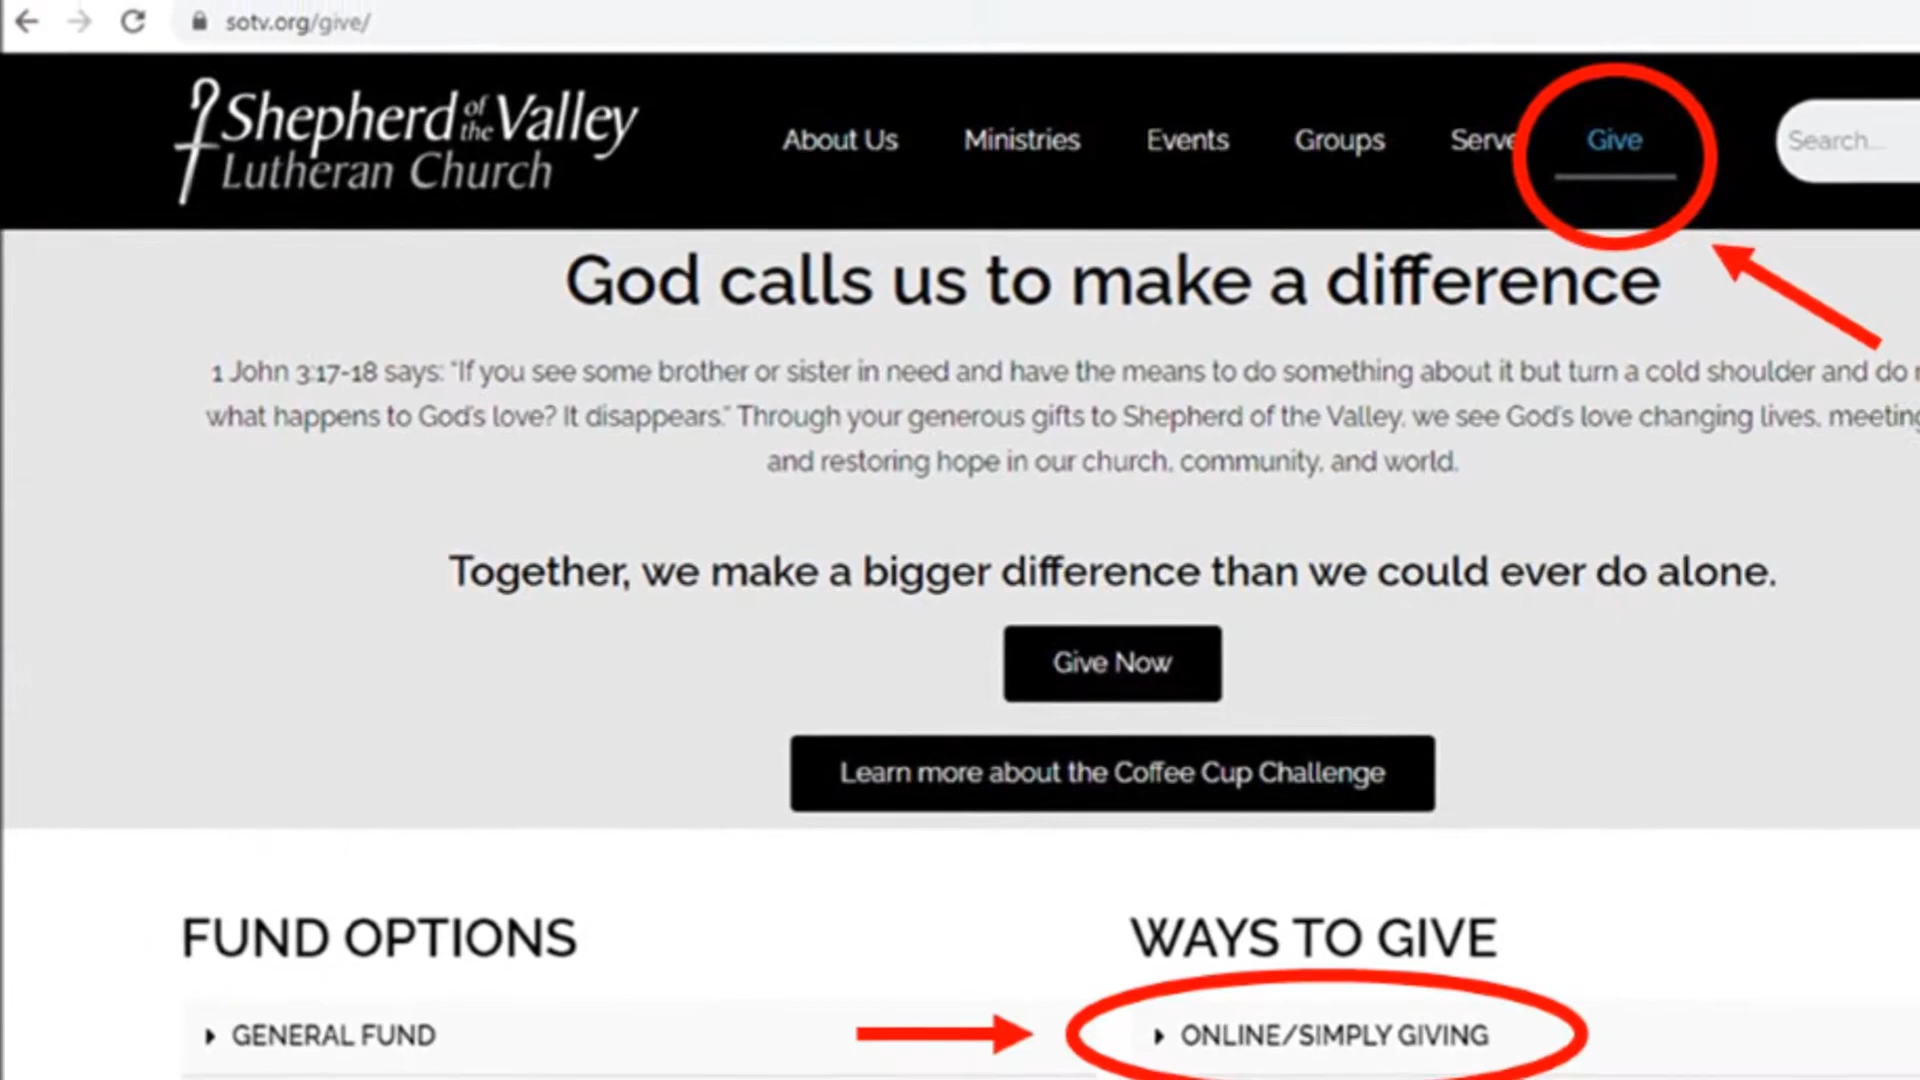 sotv.org/give/
Shepherd of the Valley
Lutheran Church
About Us Ministries Events Groups Serve Give Search...
God calls us to make a difference
1 John 3:17-18 says: "If you see some brother or sister in need and have the means to do something about it but turn a cold shoulder and do
what happens to God's love? It disappears." Through your generous gifts to Shepherd of the Valley, we see God's love changing lives, meeting
and restoring hope in our church, community, and world.
Together, we make a bigger difference than we could ever do alone.
Give Now
Learn more about the Coffee Cup Challenge
FUND OPTIONS WAYS TO GIVE
GENERAL FUND ONLINE/SIMPLY GIVING